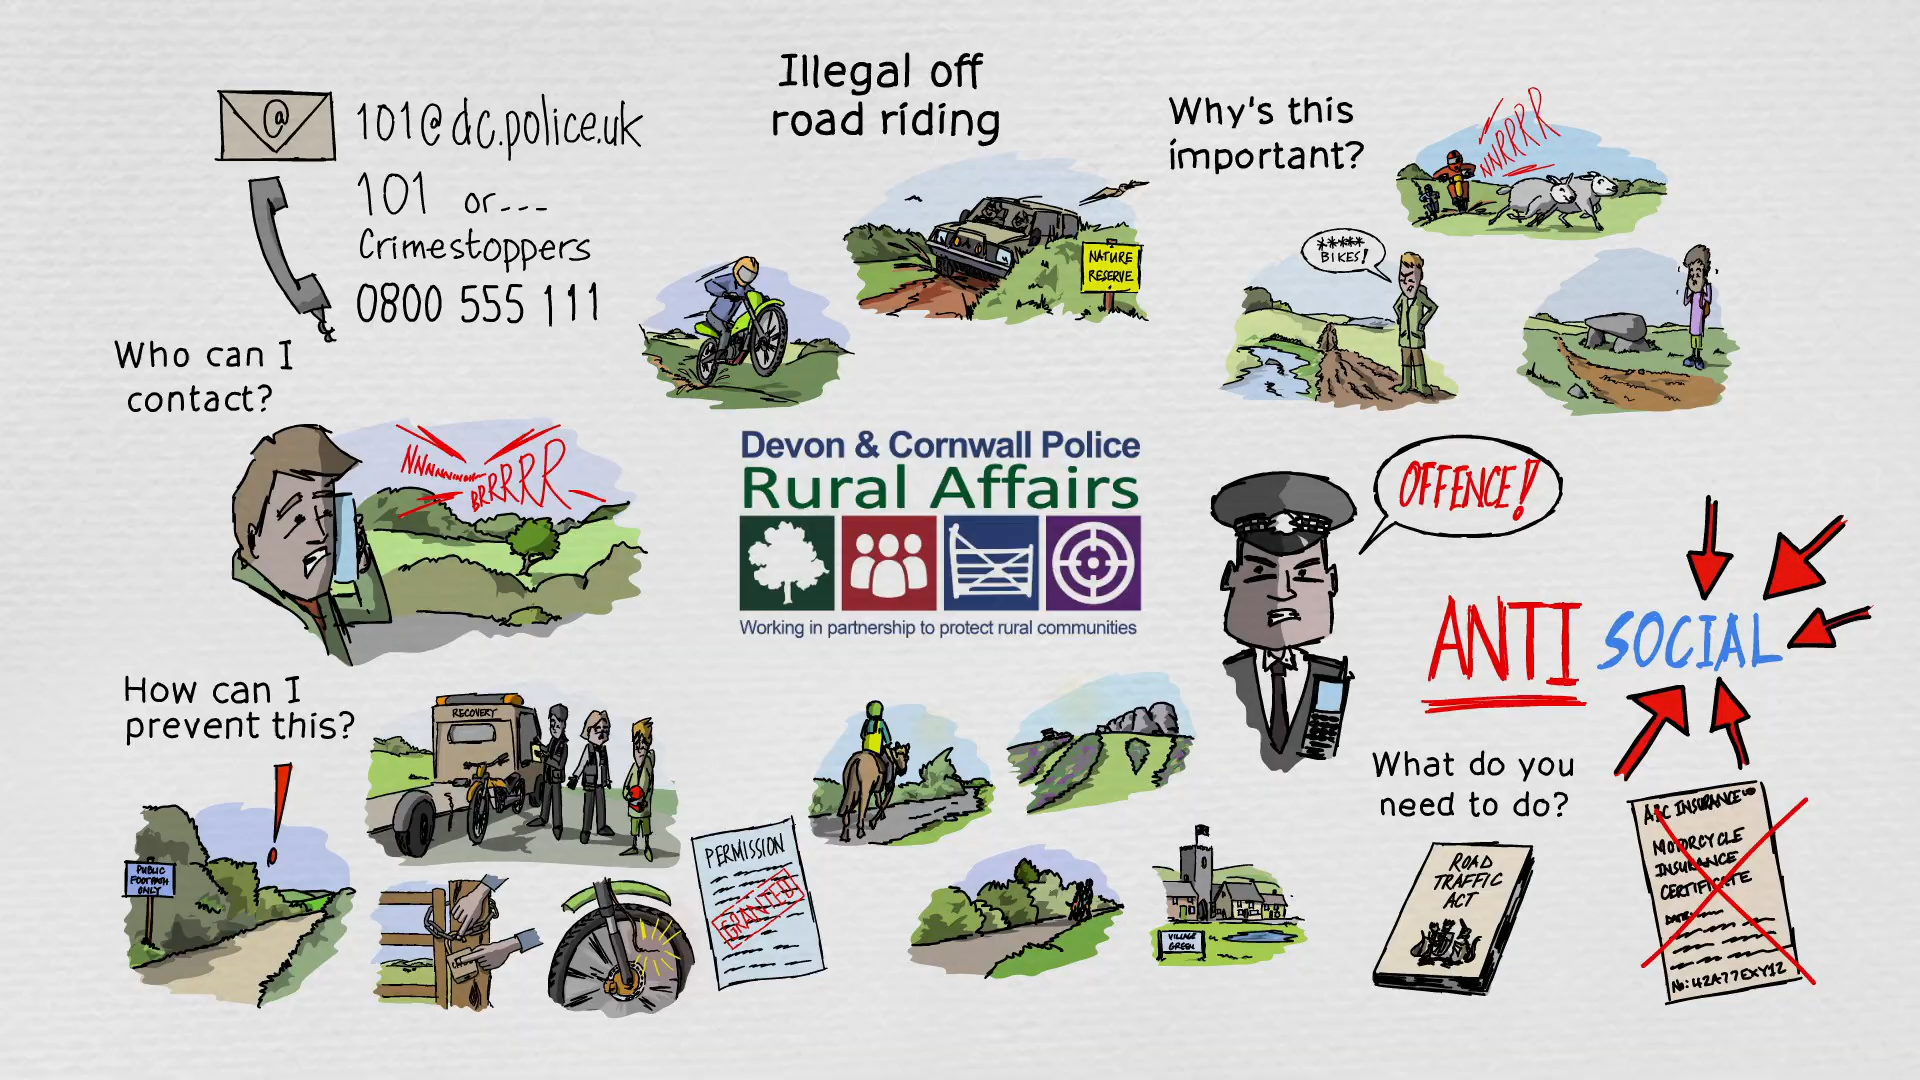 Illegal off
road riding
NATURE
RESERVE
Why's this
important?
NNRRRR
*****
BIKES!
101@dc.police.uk
101 or---
Crimestoppers
0800 555 111
Who can I
contact?
Devon & Cornwall Police
Rural Affairs
Working in partnership to protect rural communities
OFFENCE!
ANTI SOCIAL
What do you
need to do?
ROAD
TRAFFIC
ACT
MOTORCYCLE
INSURANCE
CERTIFICATE
DATE:
No: 42A77EXY12
How can I
prevent this?
RECOVERY
PUBLIC
FOOTPATH
ONLY
!
PERMISSION
GRANTED
VILLAGE
GREEN